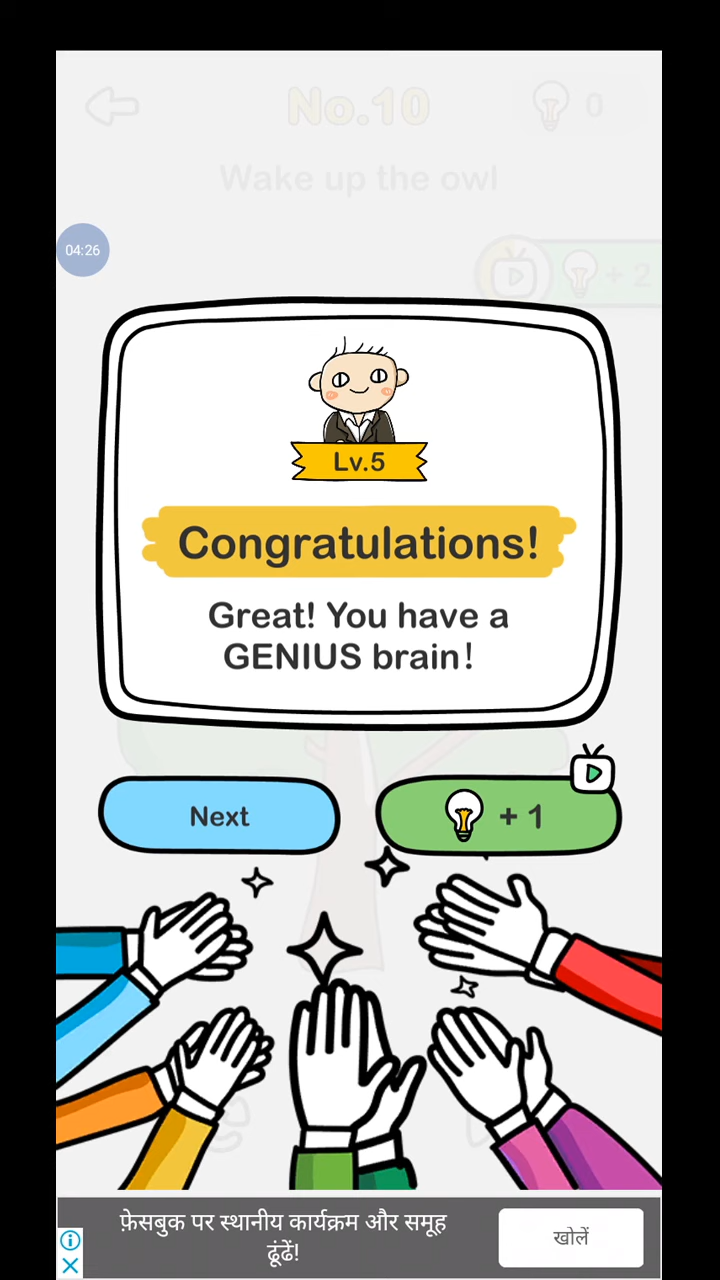 No.10
0
Wake up the owl
04:26
+ 2
Lv.5
Congratulations!
Great! You have a
GENIUS brain!
Next
+ 1
फ़ेसबुक पर स्थानीय कार्यक्रम और समूह
ढूंढें!
खोलें